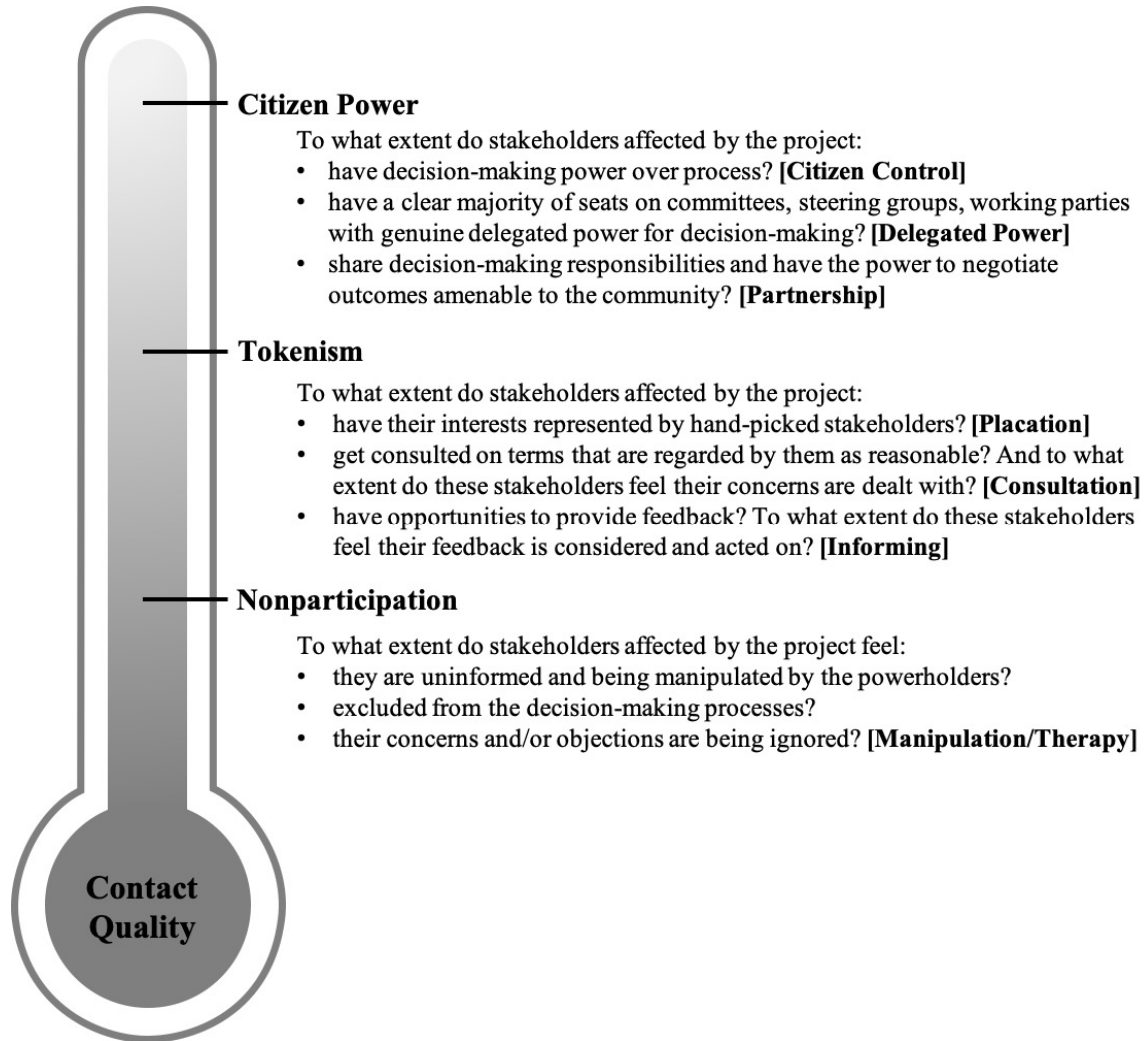 Citizen Power
To what extent do stakeholders affected by the project:
• have decision-making power over process? [Citizen Control]
• have a clear majority of seats on committees, steering groups, working parties
with genuine delegated power for decision-making? [Delegated Power]
• share decision-making responsibilities and have the power to negotiate
outcomes amenable to the community? [Partnership]
Tokenism
To what extent do stakeholders affected by the project:
• have their interests represented by hand-picked stakeholders? [Placation]
• get consulted on terms that are regarded by them as reasonable? And to what
extent do these stakeholders feel their concerns are dealt with? [Consultation]
• have opportunities to provide feedback? To what extent do these stakeholders
feel their feedback is considered and acted on? [Informing]
Nonparticipation
To what extent do stakeholders affected by the project feel:
• they are uninformed and being manipulated by the powerholders?
• excluded from the decision-making processes?
• their concerns and/or objections are being ignored? [Manipulation/Therapy]
Contact
Quality